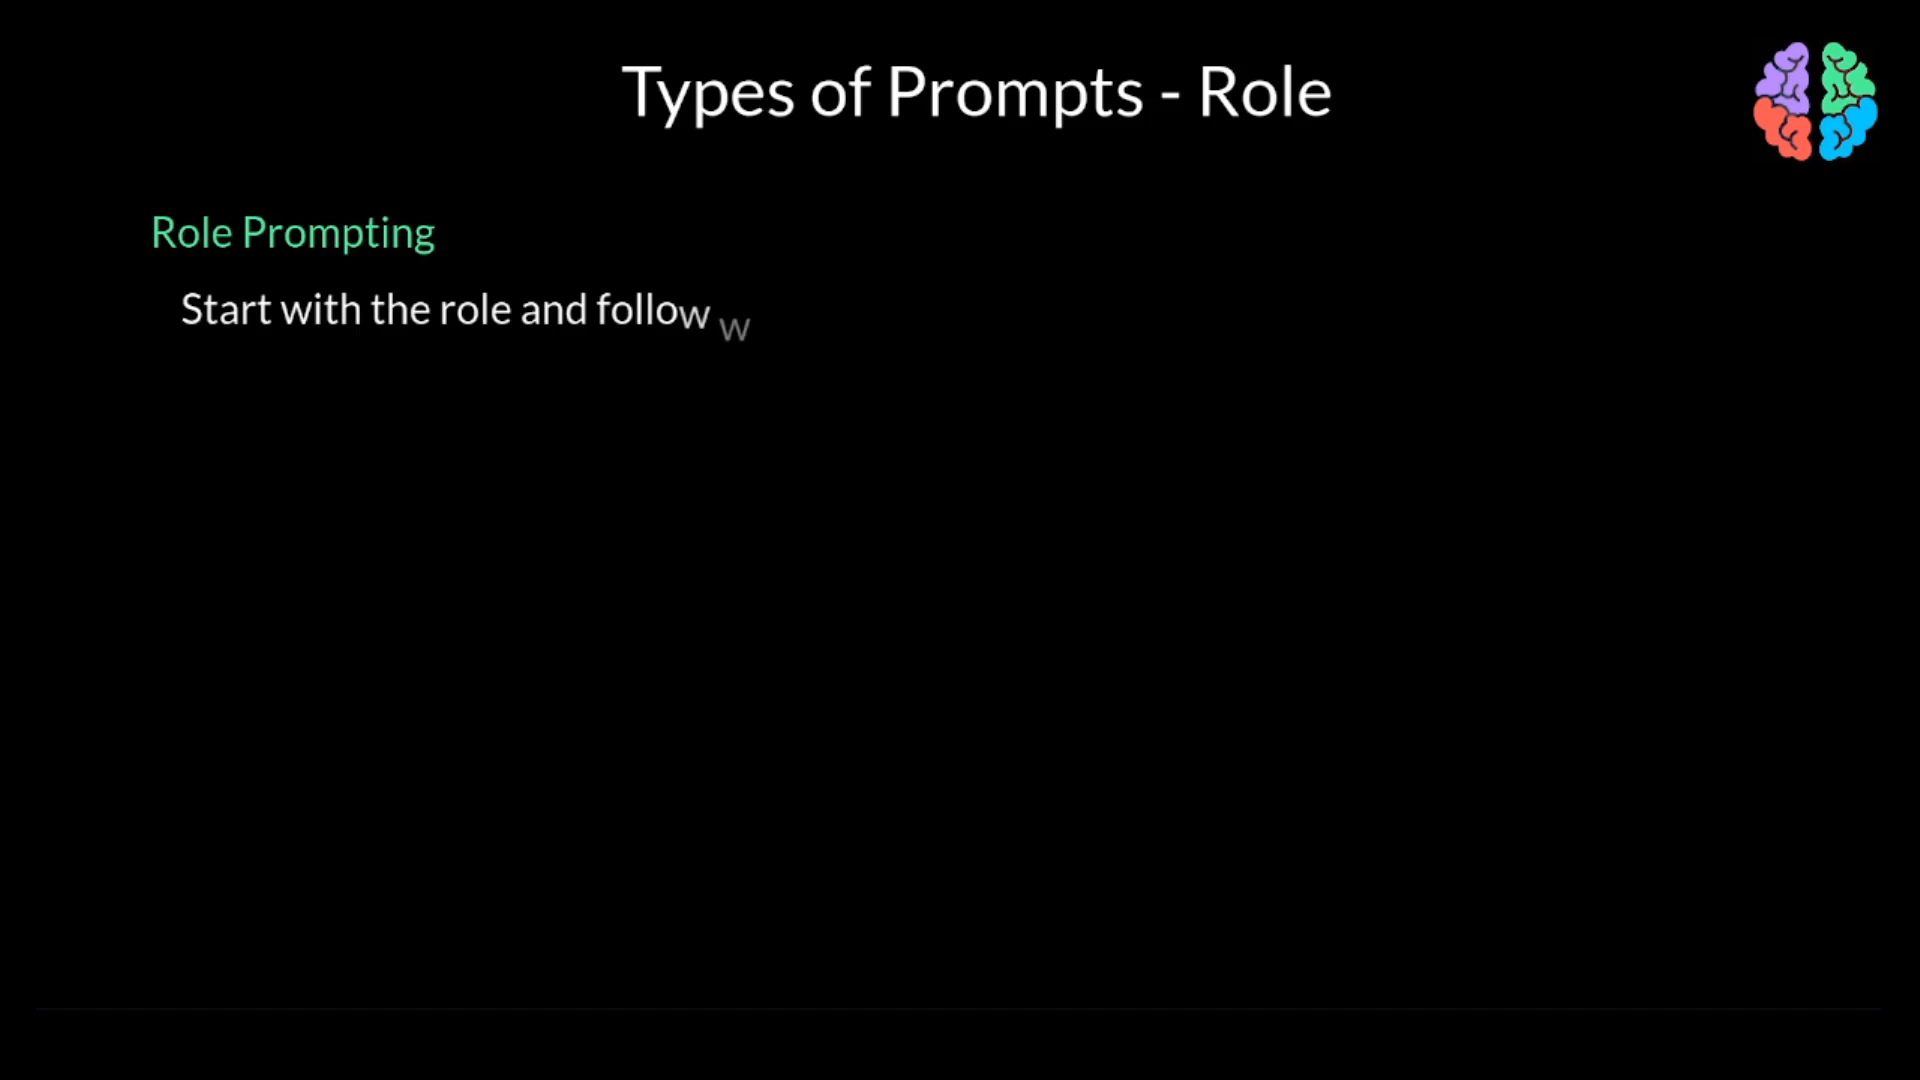 Types of Prompts - Role
Role Prompting
Start with the role and follow w